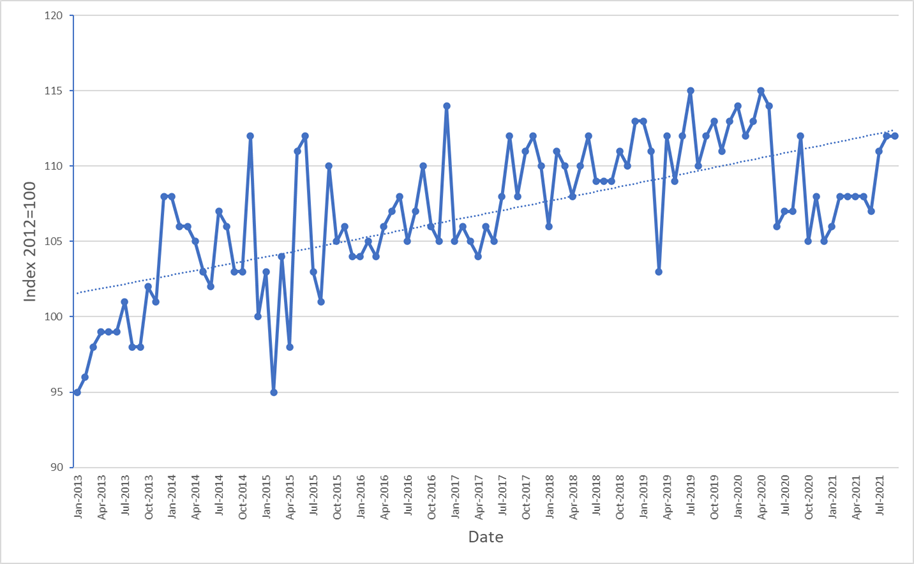 120
115
110
105
100
95
90
Index 2012=100
Jan-2013
Apr-2013
Jul-2013
Oct-2013
Jan-2014
Apr-2014
Jul-2014
Oct-2014
Jan-2015
Apr-2015
Jul-2015
Oct-2015
Jan-2016
Apr-2016
Jul-2016
Oct-2016
Jan-2017
Apr-2017
Jul-2017
Oct-2017
Jan-2018
Apr-2018
Jul-2018
Oct-2018
Jan-2019
Apr-2019
Jul-2019
Oct-2019
Jan-2020
Apr-2020
Jul-2020
Oct-2020
Jan-2021
Apr-2021
Jul-2021
Date